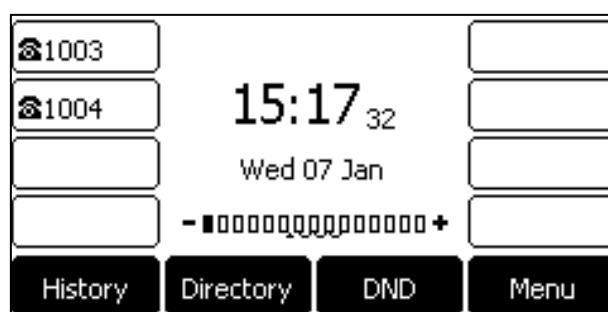 ☎1003
☎1004
15:17 32
Wed 07 Jan
- +
History Directory DND Menu